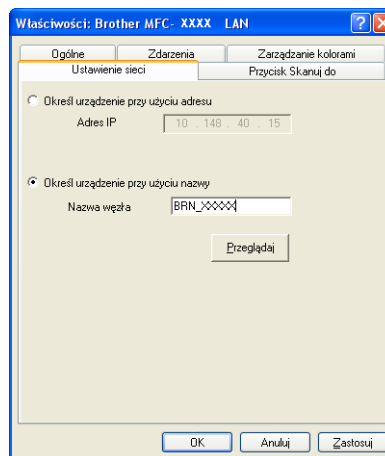 Właściwości: Brother MFC- XXXX LAN
Ogólne Zdarzenia Zarządzanie kolorami
Ustawienie sieci Przycisk Skanuj do
Określ urządzenie przy użyciu adresu
Adres IP 10 . 148 . 40 . 15
Określ urządzenie przy użyciu nazwy
Nazwa węzła BRN_XXXXX
Przeglądaj
OK Anuluj Zastosuj